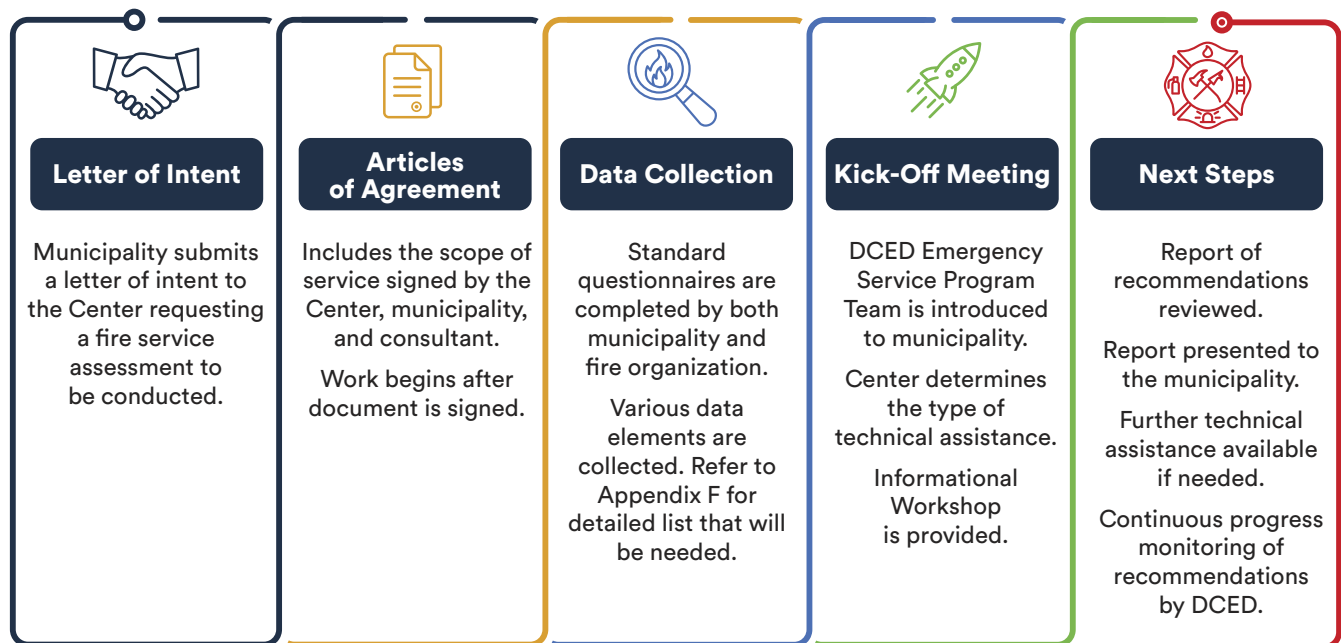 Letter of Intent
Municipality submits
a letter of intent to
the Center requesting
a fire service
assessment to
be conducted.
Articles
of Agreement
Includes the scope of
service signed by the
Center, municipality,
and consultant.
Work begins after
document is signed.
Data Collection
Standard
questionnaires are
completed by both
municipality and
fire organization.
Various data
elements are
collected. Refer to
Appendix F for
detailed list that will
be needed.
Kick-Off Meeting
DCED Emergency
Service Program
Team is introduced
to municipality.
Center determines
the type of
technical assistance.
Informational
Workshop
is provided.
Next Steps
Report of
recommendations
reviewed.
Report presented to
the municipality.
Further technical
assistance available
if needed.
Continuous progress
monitoring of
recommendations
by DCED.